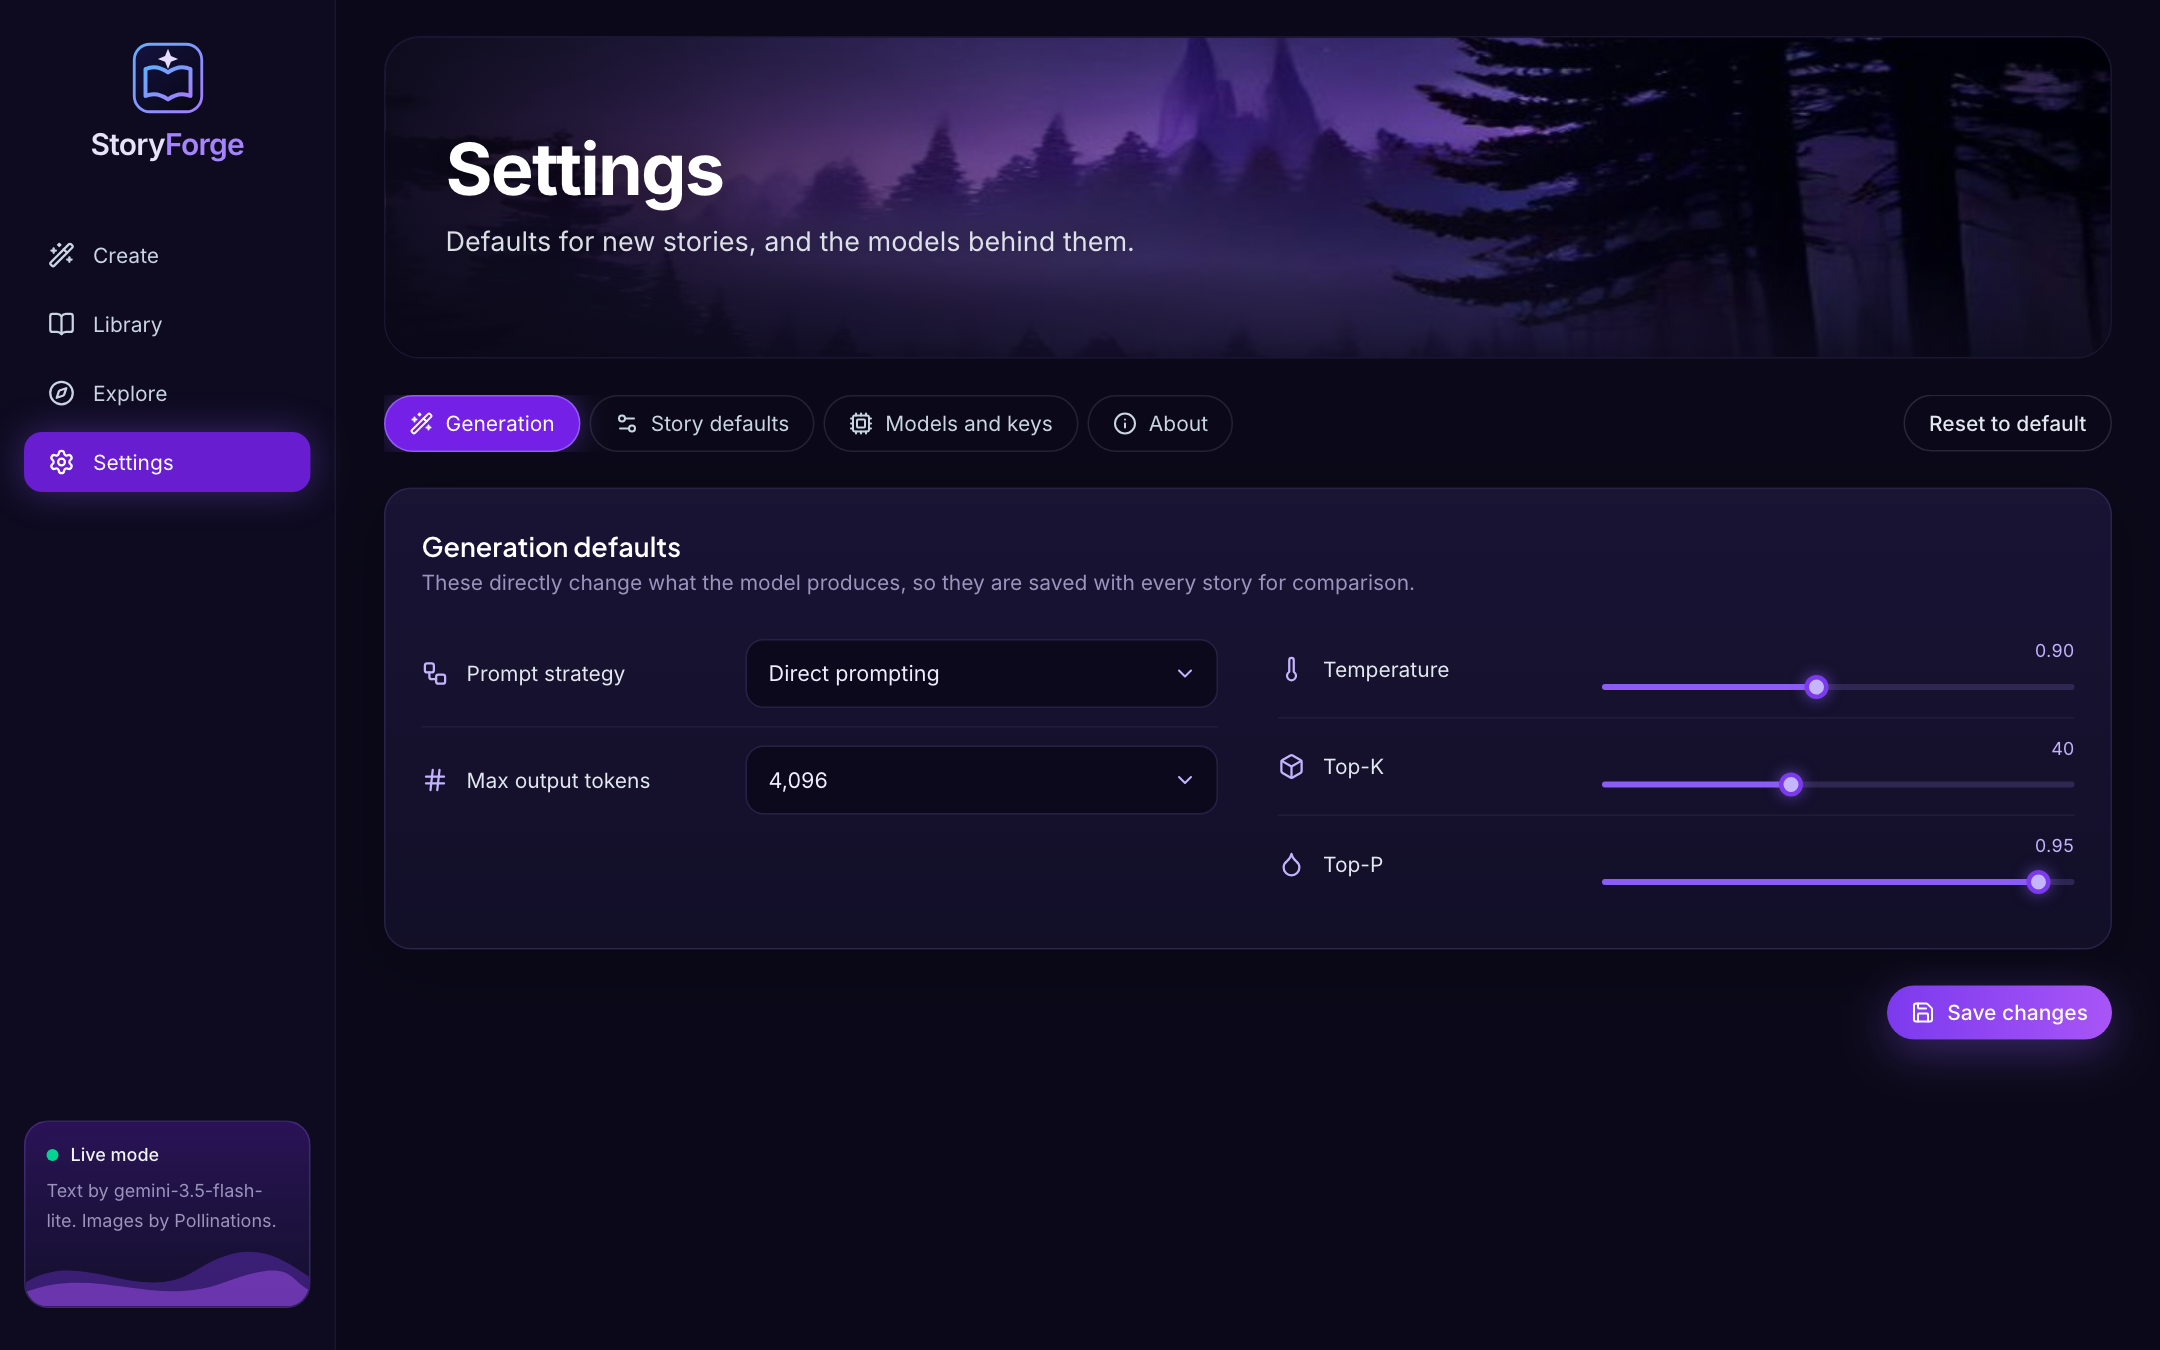 StoryForge
Create
Library
Explore
Settings
Live mode
Text by gemini-3.5-flash-
lite. Images by Pollinations.
Settings
Defaults for new stories, and the models behind them.
Generation
Story defaults
Models and keys
About
Reset to default
Generation defaults
These directly change what the model produces, so they are saved with every story for comparison.
Prompt strategy
Direct prompting
Max output tokens
4,096
Temperature
0.90
Top-K
40
Top-P
0.95
Save changes